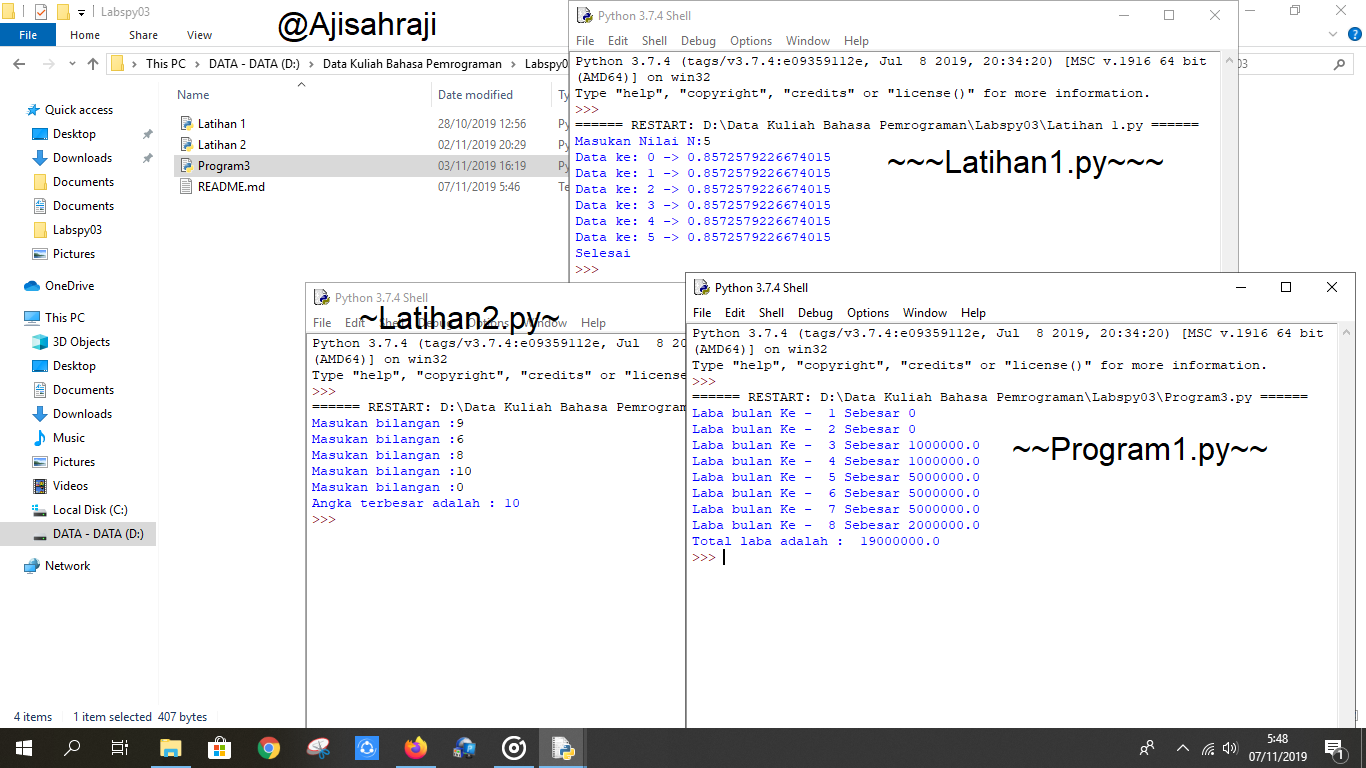 Labspy03
@Ajisahraji
File Home Share View
This PC > DATA - DATA (D:) > Data Kuliah Bahasa Pemrograman > Labspy03
Quick access
Desktop
Downloads
Documents
Documents
Labspy03
Pictures
OneDrive
This PC
3D Objects
Desktop
Documents
Downloads
Music
Pictures
Videos
Local Disk (C:)
DATA - DATA (D:)
Network
Name Date modified Ty
Latihan 1 28/10/2019 12:56 Py
Latihan 2 02/11/2019 20:29 Py
Program3 03/11/2019 16:19 Py
README.md 07/11/2019 5:46 Te
4 items 1 item selected 407 bytes
Python 3.7.4 Shell
File Edit Shell Debug Options Window Help
Python 3.7.4 (tags/v3.7.4:e09359112e, Jul  8 2019, 20:34:20) [MSC v.1916 64 bit
(AMD64)] on win32
Type "help", "copyright", "credits" or "license()" for more information.
>>>
====== RESTART: D:\Data Kuliah Bahasa Pemrograman\Labspy03\Latihan 1.py ======
Masukan Nilai N:5
Data ke: 0 -> 0.8572579226674015
Data ke: 1 -> 0.8572579226674015
Data ke: 2 -> 0.8572579226674015
Data ke: 3 -> 0.8572579226674015
Data ke: 4 -> 0.8572579226674015
Data ke: 5 -> 0.8572579226674015
Selesai
>>>
~~~Latihan1.py~~~
03
Python 3.7.4 Shell
~Latihan2.py~
File Edit Shell Debug Options Window Help
Python 3.7.4 (tags/v3.7.4:e09359112e, Jul  8 20
(AMD64)] on win32
Type "help", "copyright", "credits" or "license
>>>
====== RESTART: D:\Data Kuliah Bahasa Pemrogram
Masukan bilangan :9
Masukan bilangan :6
Masukan bilangan :8
Masukan bilangan :10
Masukan bilangan :0
Angka terbesar adalah : 10
>>>
Python 3.7.4 Shell
File Edit Shell Debug Options Window Help
Python 3.7.4 (tags/v3.7.4:e09359112e, Jul  8 2019, 20:34:20) [MSC v.1916 64 bit
(AMD64)] on win32
Type "help", "copyright", "credits" or "license()" for more information.
>>>
====== RESTART: D:\Data Kuliah Bahasa Pemrograman\Labspy03\Program3.py ======
Laba bulan Ke -  1 Sebesar 0
Laba bulan Ke -  2 Sebesar 0
Laba bulan Ke -  3 Sebesar 1000000.0
Laba bulan Ke -  4 Sebesar 1000000.0
Laba bulan Ke -  5 Sebesar 5000000.0
Laba bulan Ke -  6 Sebesar 5000000.0
Laba bulan Ke -  7 Sebesar 5000000.0
Laba bulan Ke -  8 Sebesar 2000000.0
Total laba adalah :  19000000.0
>>>
~~Program1.py~~
5:48
07/11/2019
1